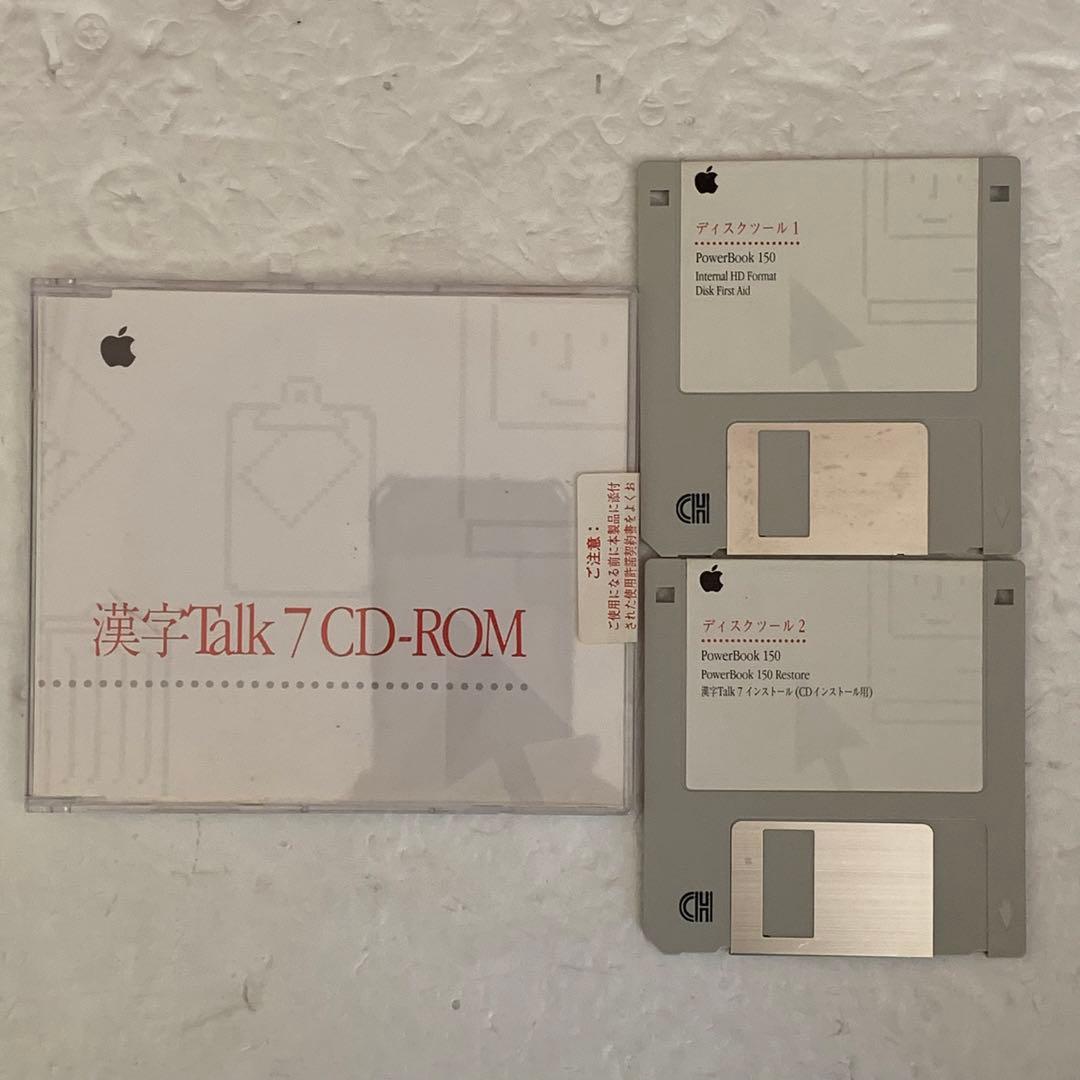 漢字Talk 7 CD-ROM
ご注意：
ご使用になる前に本製品に添付
された使用許諾契約書をよくお
ディスクツール 1
PowerBook 150
Internal HD Format
Disk First Aid
CH
ディスクツール 2
PowerBook 150
PowerBook 150 Restore
漢字Talk 7 インストール (CDインストール用)
CH